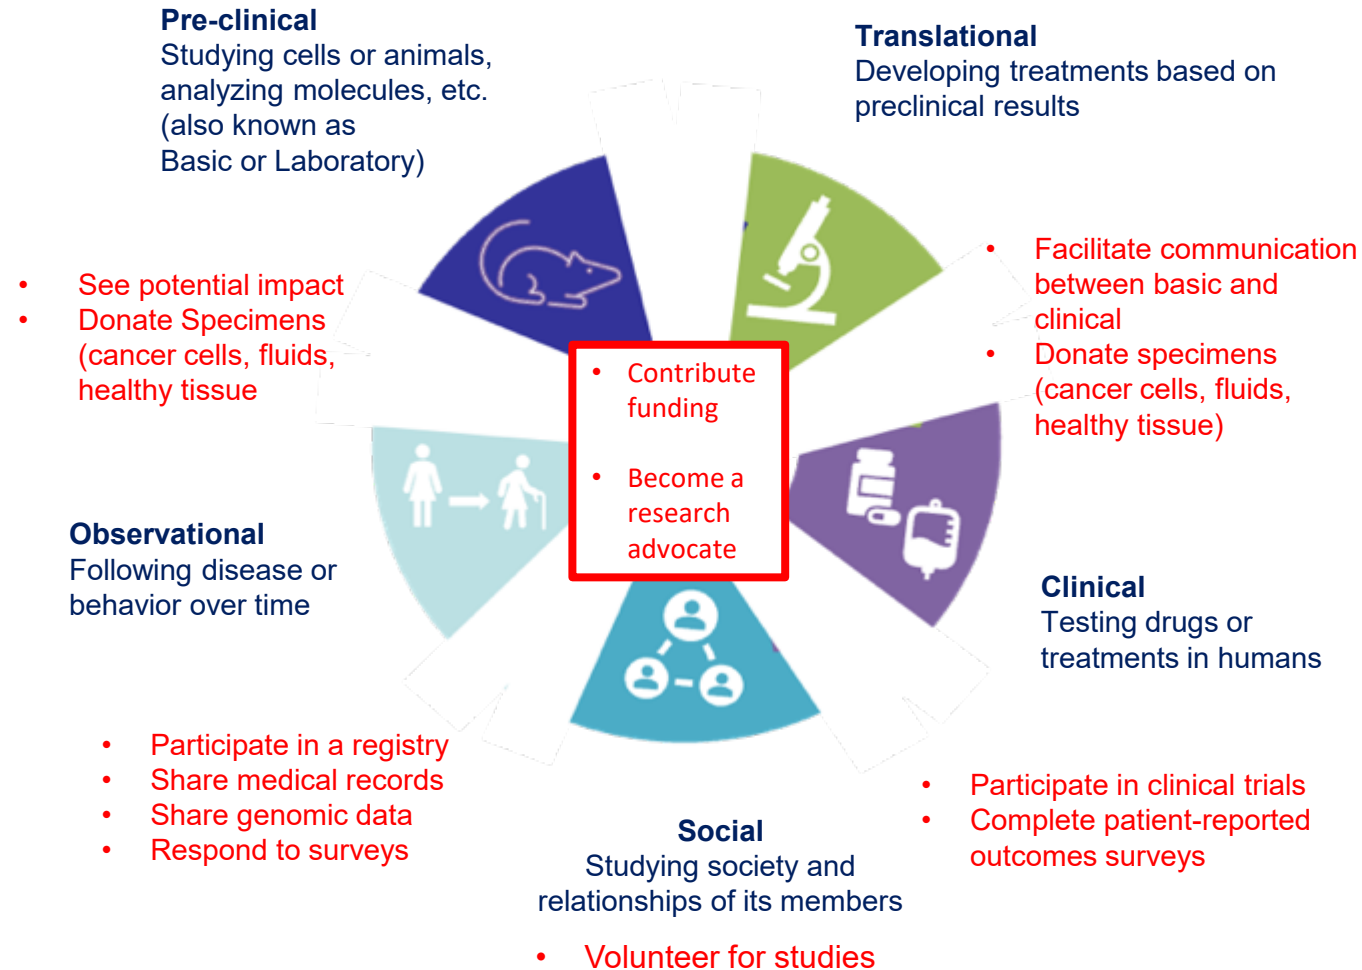 Pre-clinical
Studying cells or animals,
analyzing molecules, etc.
(also known as
Basic or Laboratory)
Translational
Developing treatments based on
preclinical results
• See potential impact
• Donate Specimens
(cancer cells, fluids,
healthy tissue
• Facilitate communication
between basic and
clinical
• Donate specimens
(cancer cells, fluids,
healthy tissue)
• Contribute
funding
• Become a
research
advocate
Observational
Following disease or
behavior over time
Clinical
Testing drugs or
treatments in humans
• Participate in a registry
• Share medical records
• Share genomic data
• Respond to surveys
• Participate in clinical trials
• Complete patient-reported
outcomes surveys
Social
Studying society and
relationships of its members
• Volunteer for studies